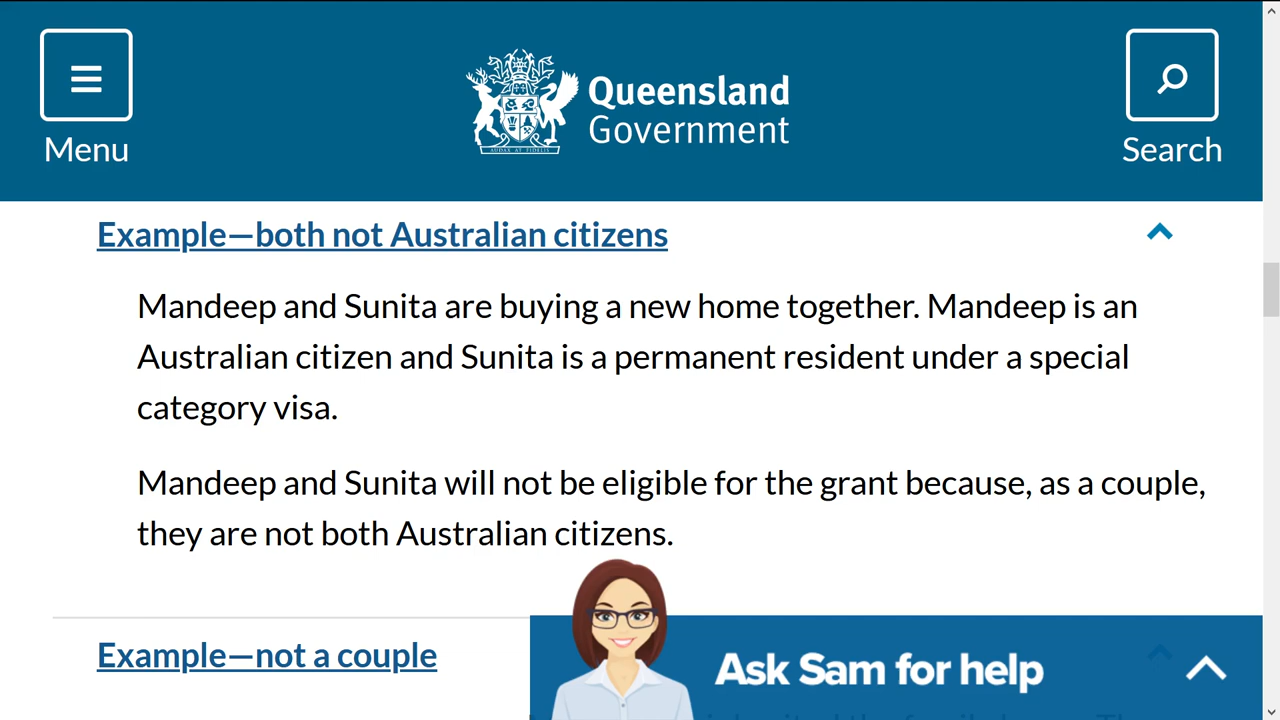 Menu
Queensland
Government
AUDAX AT FIDELIS
Search
Example—both not Australian citizens
Mandeep and Sunita are buying a new home together. Mandeep is an
Australian citizen and Sunita is a permanent resident under a special
category visa.
Mandeep and Sunita will not be eligible for the grant because, as a couple,
they are not both Australian citizens.
Example—not a couple
Ask Sam for help